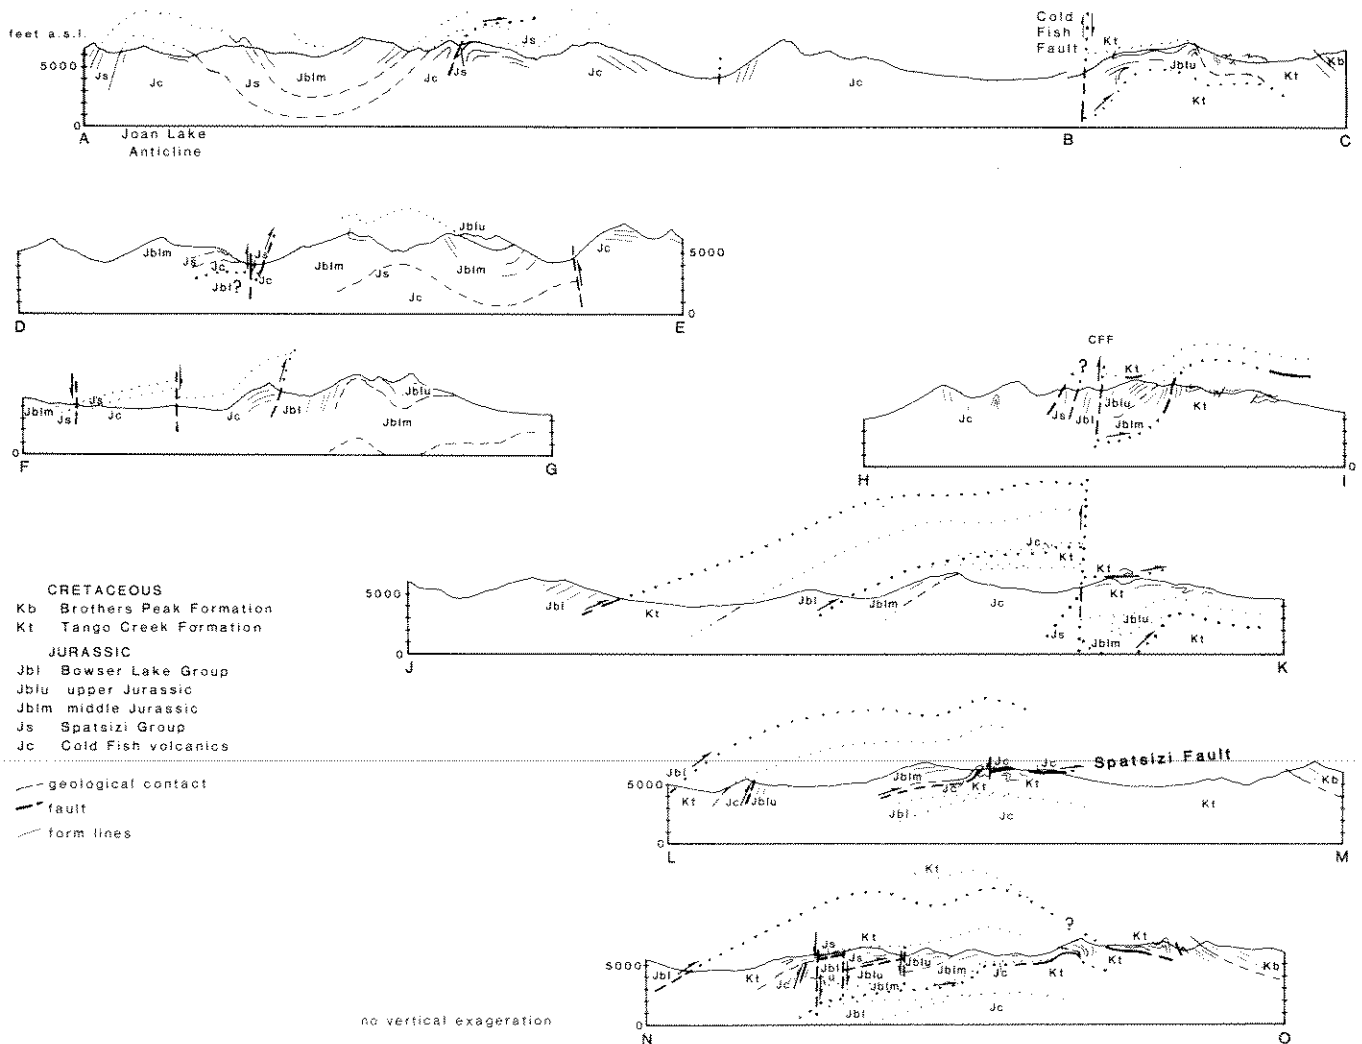 feet a.s.l.
5000
0
Js
Jc
Js
Jblm
Jc
Js
Js
Jc
Jc
Cold
Fish
Fault
Kt
Jblu
Kt
Kt
Kb
A
Joan Lake
Anticline
B
C
Jblm
Js
Jc
Jbl?
Js
Jc
Jblm
Js
Jc
Jblu
Jblm
Jc
5000
0
D
E
Jblm
Js
Js
Jc
Jc
Jbl
Jblu
Jblm
0
F
G
CFF
?
Kt
Jc
Js
Jbl
Jblu
Jblm
Kt
0
H
I
5000
0
Jbl
Kt
Jbl
Jblm
Jc
Kt
Jc
Js
Kt
Kt
Jblu
Jblm
Kt
J
K
CRETACEOUS
Kb Brothers Peak Formation
Kt Tango Creek Formation
JURASSIC
Jbl Bowser Lake Group
Jblu upper Jurassic
Jblm middle Jurassic
Js Spatsizi Group
Jc Cold Fish volcanics
geological contact
fault
form lines
Jbl
5000
0
Kt
Jc
Jblu
Jblm
Jbl
Jc
Kt
Jc
Kt
Jc
Jc
Spatsizi Fault
Kt
Kb
L
M
Kt
?
5000
0
Jbl
Kt
Jc
Js
Jbl
u
Kt
Js
Jblu
Jblm
Jbl
Jblu
Jblm
Jc
Jc
Kt
Kt
Kb
N
O
no vertical exageration